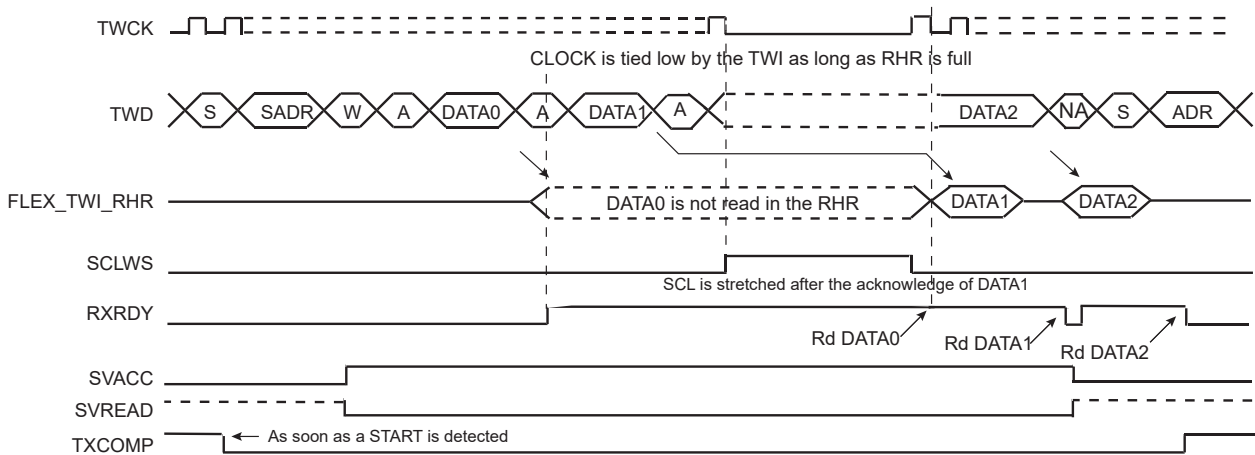 TWCK
CLOCK is tied low by the TWI as long as RHR is full
TWD S SADR W A DATA0 A DATA1 A DATA2 NA S ADR
FLEX_TWI_RHR DATA0 is not read in the RHR DATA1 DATA2
SCLWS
SCL is stretched after the acknowledge of DATA1
RXRDY
Rd DATA0 Rd DATA1 Rd DATA2
SVACC
SVREAD
TXCOMP As soon as a START is detected